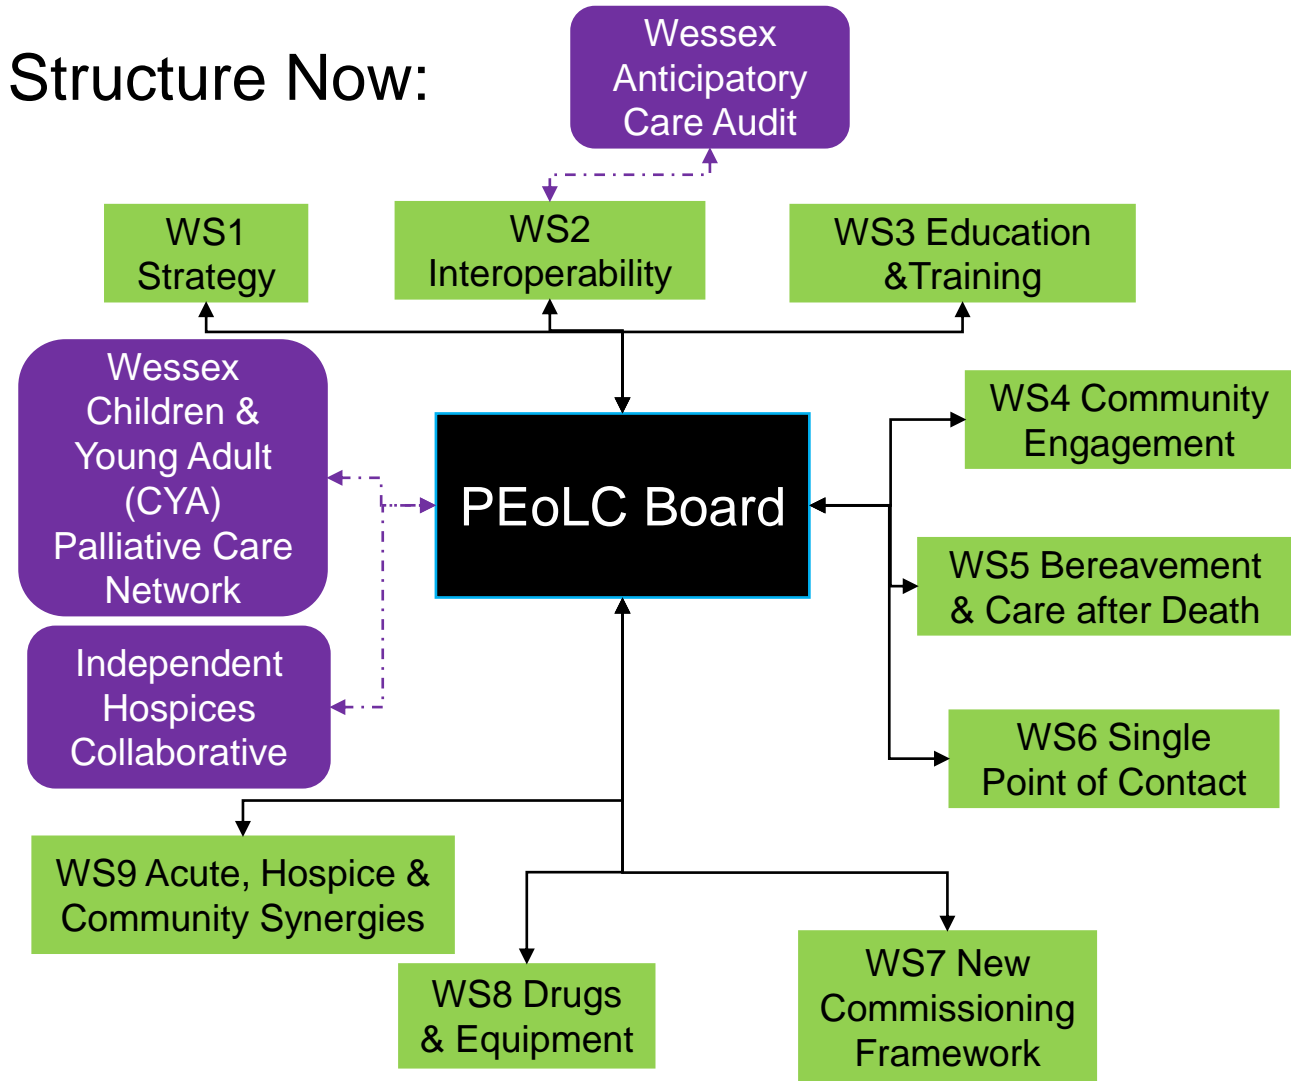 Structure Now:
Wessex
Anticipatory
Care Audit
WS1
Strategy
WS2
Interoperability
WS3 Education
&Training
Wessex
Children &
Young Adult
(CYA)
Palliative Care
Network
PEoLC Board
WS4 Community
Engagement
WS5 Bereavement
& Care after Death
Independent
Hospices
Collaborative
WS6 Single
Point of Contact
WS9 Acute, Hospice &
Community Synergies
WS8 Drugs
& Equipment
WS7 New
Commissioning
Framework